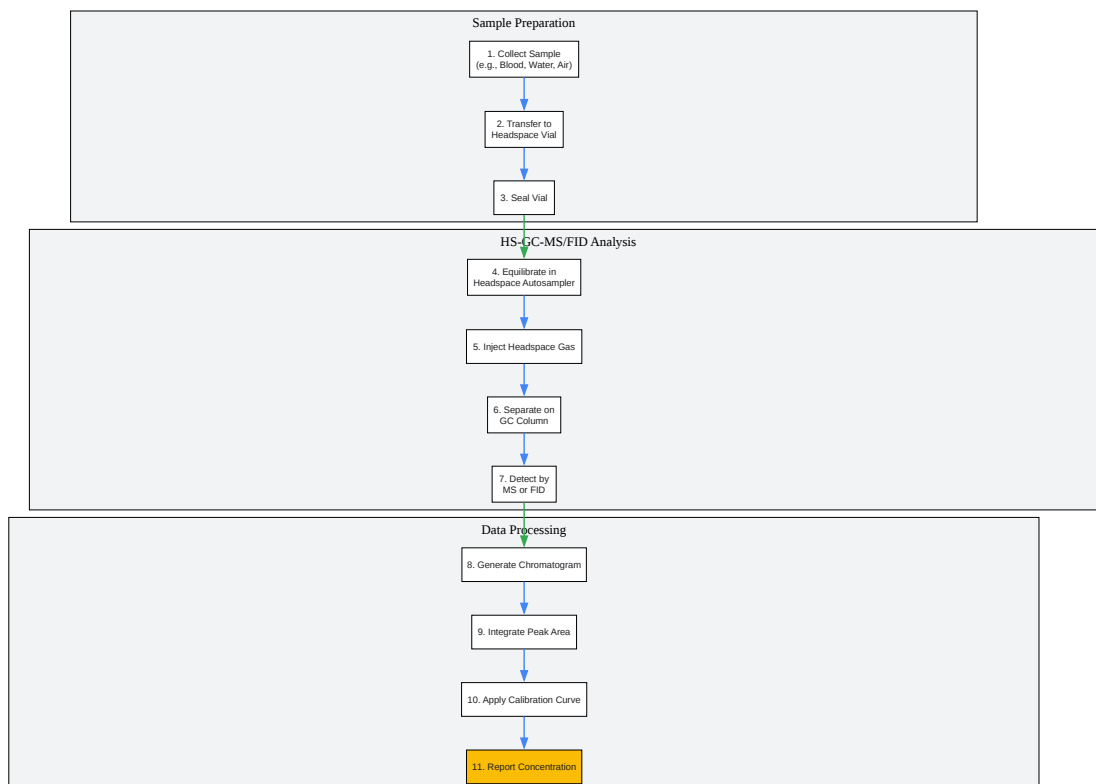 Sample Preparation
1. Collect Sample
(e.g., Blood, Water, Air)
2. Transfer to
Headspace Vial
3. Seal Vial
HS-GC-MS/FID Analysis
4. Equilibrate in
Headspace Autosampler
5. Inject Headspace Gas
6. Separate on
GC Column
7. Detect by
MS or FID
Data Processing
8. Generate Chromatogram
9. Integrate Peak Area
10. Apply Calibration Curve
11. Report Concentration